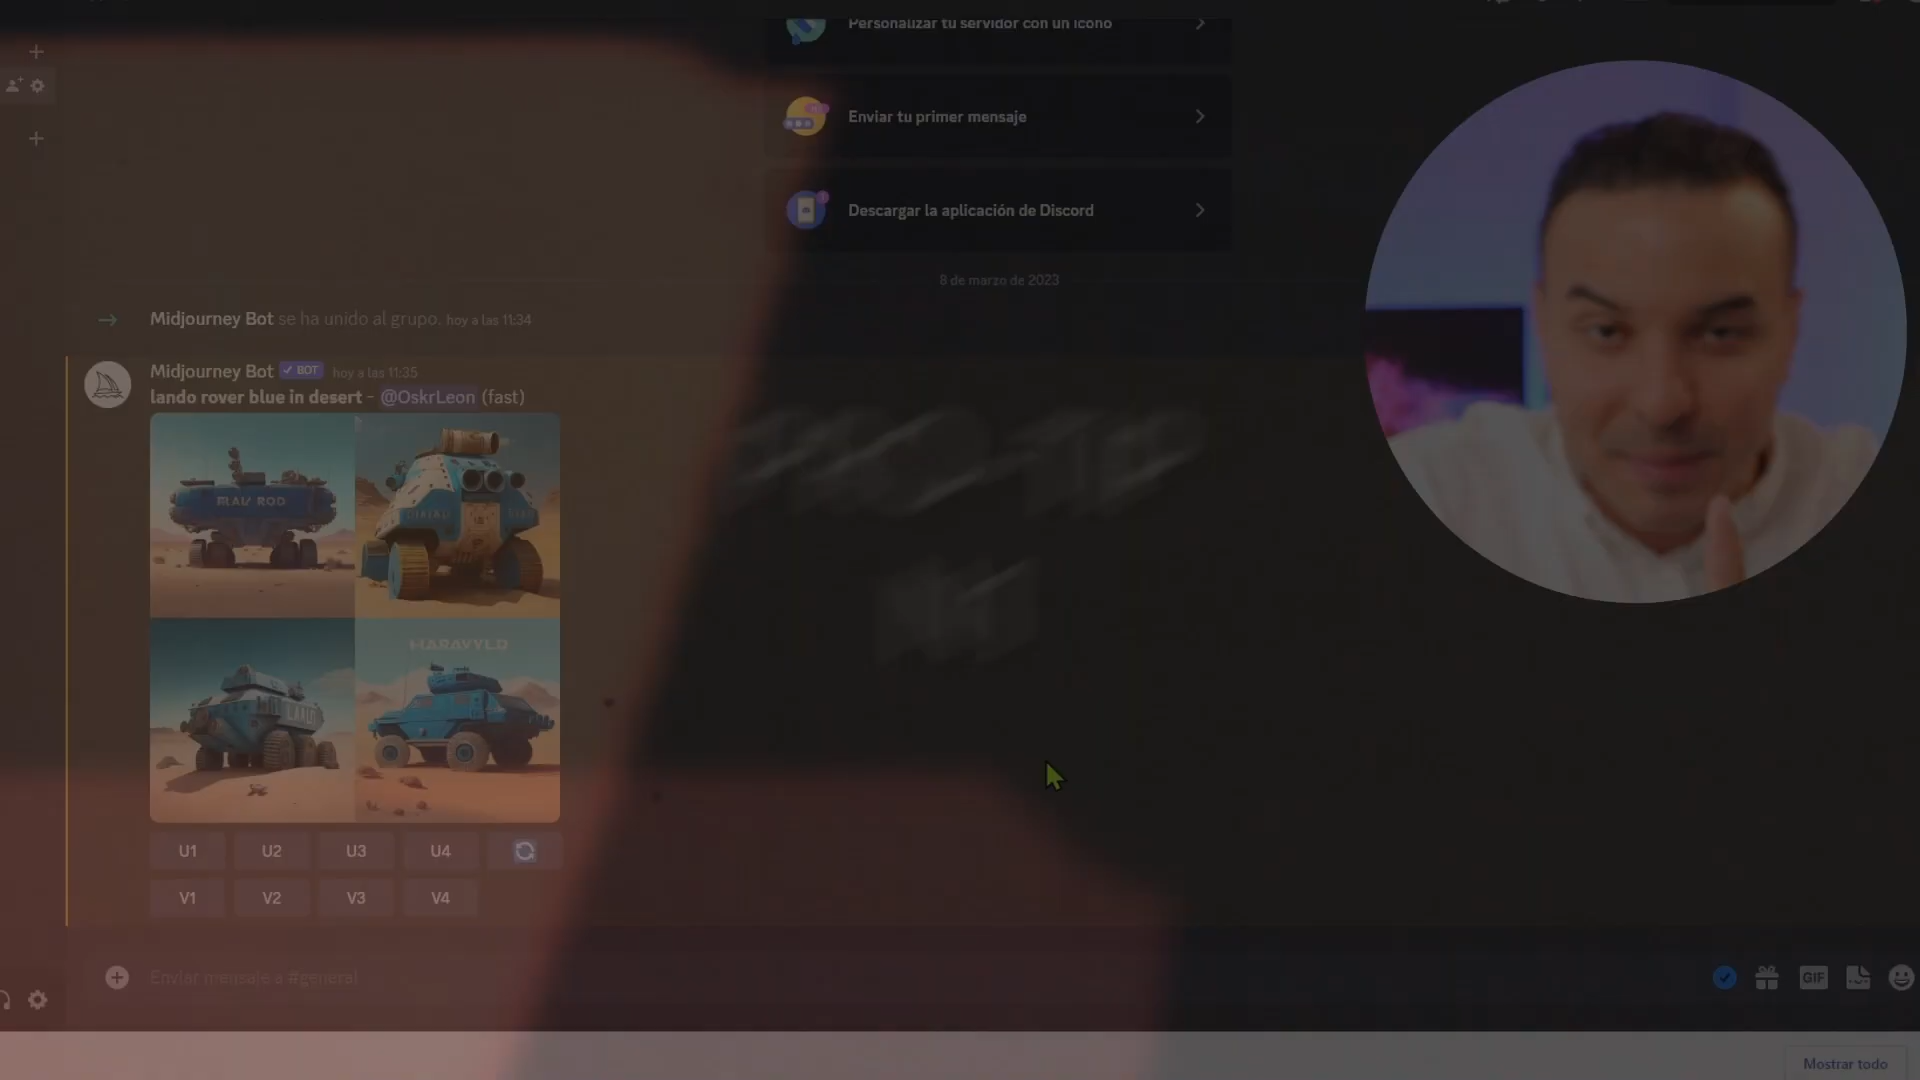 Personalizar tu servidor con un icono
Enviar tu primer mensaje
Descargar la aplicación de Discord
8 de marzo de 2023
Midjourney Bot se ha unido al grupo. hoy a las 11:34
Midjourney Bot BOT hoy a las 11:35
lando rover blue in desert - @OskrLeon (fast)
U1 U2 U3 U4
V1 V2 V3 V4
Enviar mensaje a #general
GIF
Mostrar todo